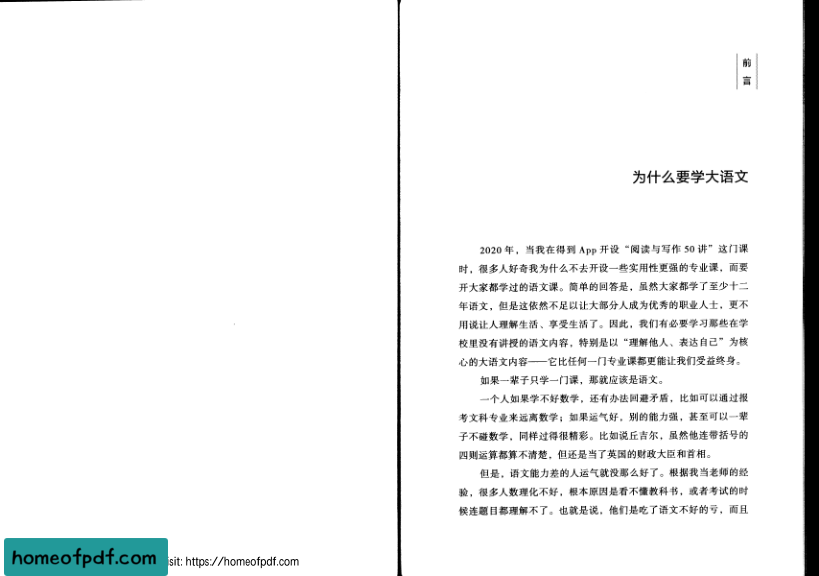 homeofpdf.com
sit: https://homeofpdf.com
前
言
为什么要学大语文
2020 年，当我在得到 App 开设“阅读与写作 50 讲”这门课
时，很多人好奇我为什么不去开设一些实用性更强的专业课，而要
开大家都学过的语文课。简单的回答是，虽然大家都学了至少十二
年语文，但是这依然不足以让大部分人成为优秀的职业人士，更不
用说让人理解生活、享受生活了。因此，我们有必要学习那些在学
校里没有讲授的语文内容，特别是以“理解他人、表达自己”为核
心的大语文内容——它比任何一门专业课都更能让我们受益终身。
如果一辈子只学一门课，那就应该是语文。
一个人如果学不好数学，还有办法回避矛盾，比如可以通过报
考文科专业来远离数学；如果运气好，别的能力强，甚至可以一辈
子不碰数学，同样过得很精彩。比如说丘吉尔，虽然他连带括号的
四则运算都算不清楚，但还是当了英国的财政大臣和首相。
但是，语文能力差的人运气就没那么好了。根据我当老师的经
验，很多人数理化不好，根本原因是看不懂教科书，或者考试的时
候连题目都理解不了。也就是说，他们是吃了语文不好的亏，而且